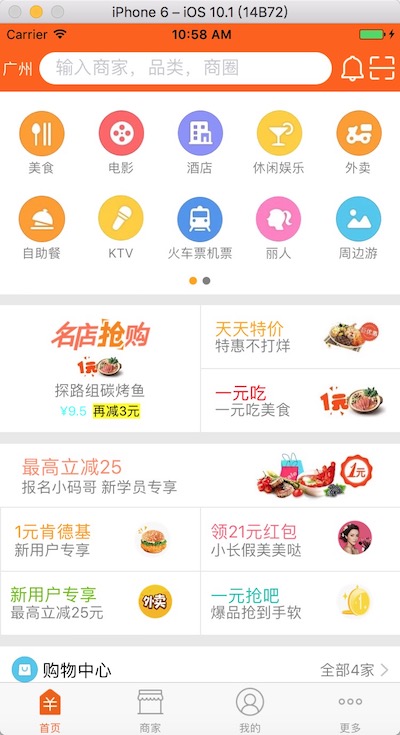 iPhone 6 – iOS 10.1 (14B72)
Carrier 10:58 AM
广州 输入商家，品类，商圈
美食 电影 酒店 休闲娱乐 外卖
自助餐 KTV 火车票机票 丽人 周边游
名店抢购
1元
探路组碳烤鱼
¥9.5 再减3元
天天特价
特惠不打烊
一元吃
一元吃美食
1元
最高立减25
报名小码哥 新学员专享
1元
1元肯德基
新用户专享
领21元红包
小长假美美哒
新用户专享
最高立减25元
外卖
一元抢吧
爆品抢到手软
1
购物中心 全部4家
¥
首页 商家 我的 更多